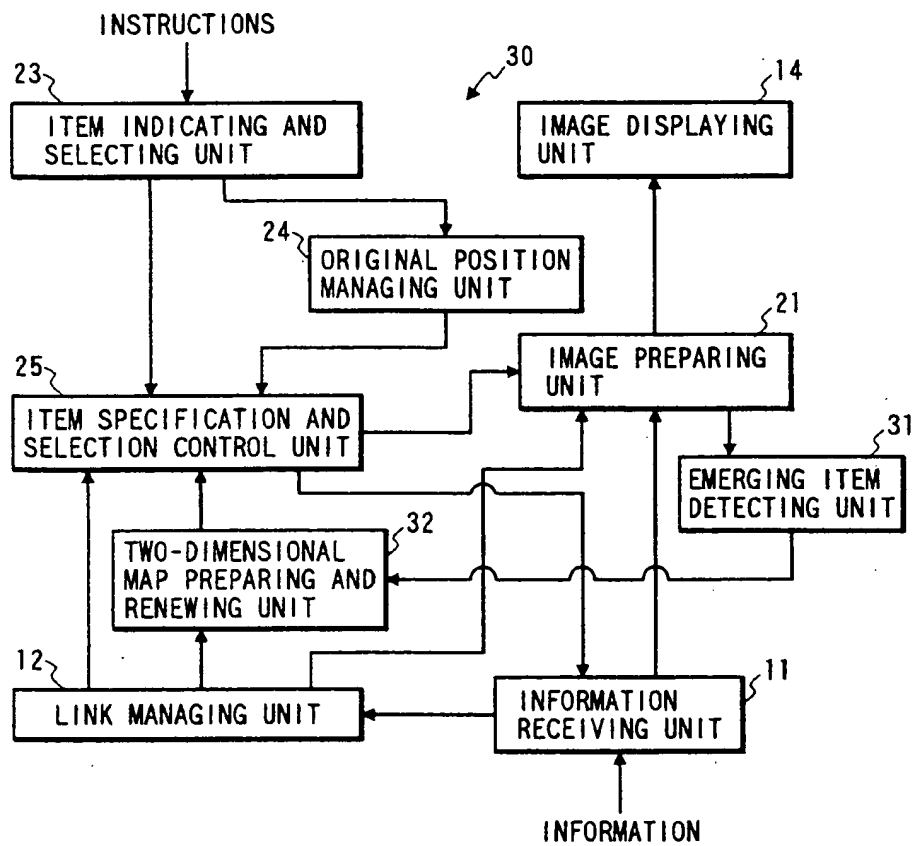 INSTRUCTIONS
30
23
ITEM INDICATING AND
SELECTING UNIT
14
IMAGE DISPLAYING
UNIT
24
ORIGINAL POSITION
MANAGING UNIT
21
IMAGE PREPARING
UNIT
25
ITEM SPECIFICATION AND
SELECTION CONTROL UNIT
31
EMERGING ITEM
DETECTING UNIT
32
TWO-DIMENSIONAL
MAP PREPARING AND
RENEWING UNIT
12
LINK MANAGING UNIT
11
INFORMATION
RECEIVING UNIT
INFORMATION